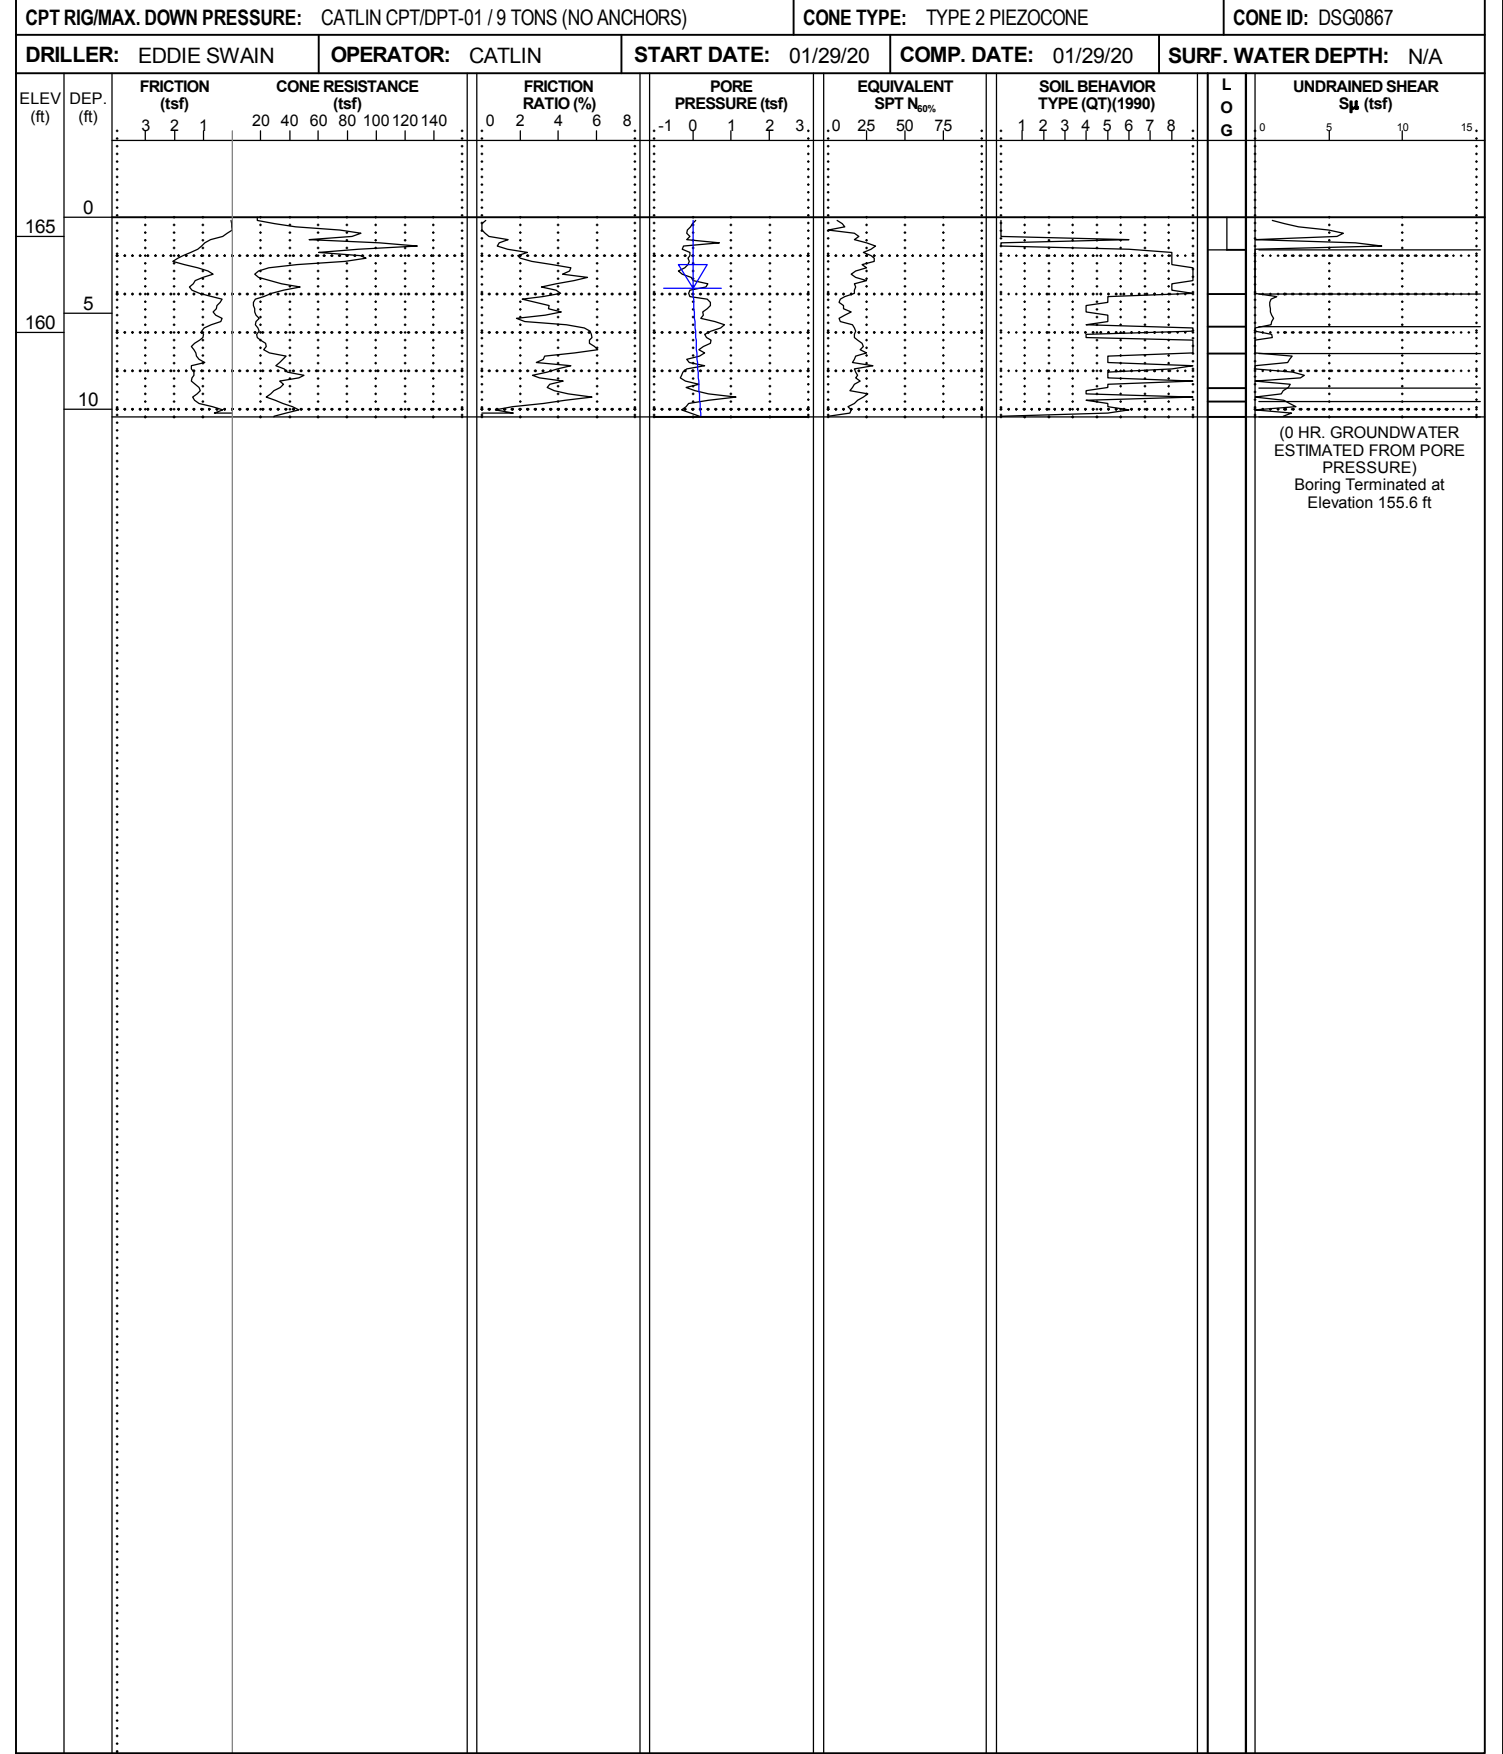 CPT RIG/MAX. DOWN PRESSURE: CATLIN CPT/DPT-01 / 9 TONS (NO ANCHORS) CONE TYPE: TYPE 2 PIEZOCONE CONE ID: DSG0867
DRILLER: EDDIE SWAIN OPERATOR: CATLIN START DATE: 01/29/20 COMP. DATE: 01/29/20 SURF. WATER DEPTH: N/A
ELEV
(ft)
DEP.
(ft)
FRICTION
(tsf)
3 2 1
CONE RESISTANCE
(tsf)
20 40 60 80 100 120 140
FRICTION
RATIO (%)
0 2 4 6 8
PORE
PRESSURE (tsf)
-1 0 1 2 3
EQUIVALENT
SPT N60%
0 25 50 75
SOIL BEHAVIOR
TYPE (QT)(1990)
1 2 3 4 5 6 7 8
L
O
G
UNDRAINED SHEAR
Sμ (tsf)
0 5 10 15
0
165
5
160
10
(0 HR. GROUNDWATER
ESTIMATED FROM PORE
PRESSURE)
Boring Terminated at
Elevation 155.6 ft